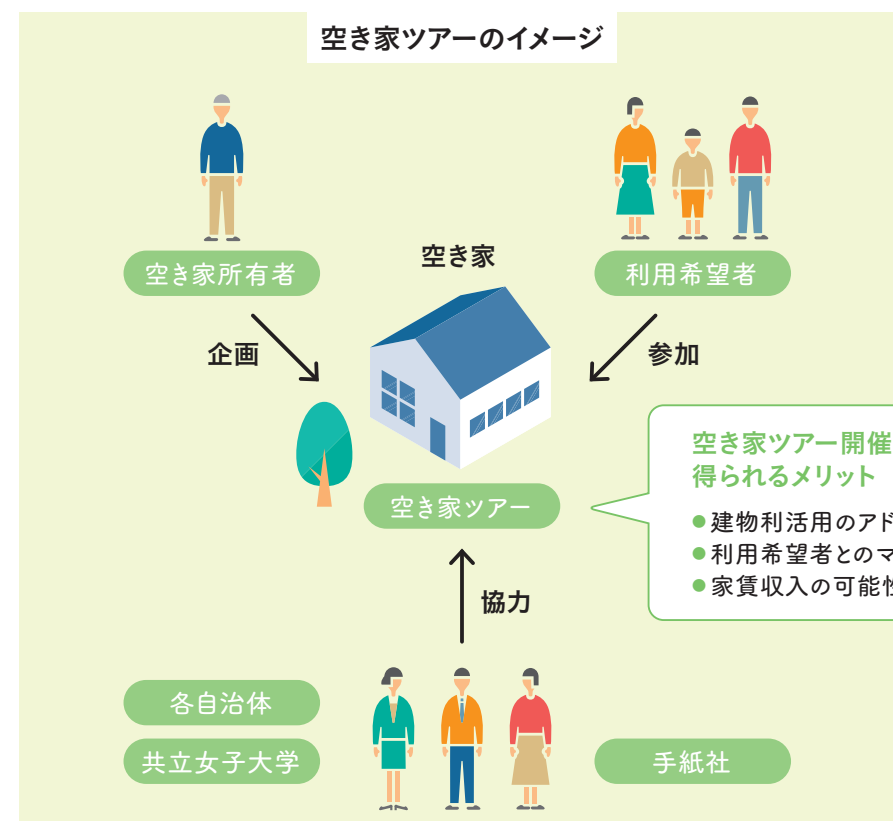 空き家ツアーのイメージ
空き家所有者
空き家
利用希望者
企画
参加
空き家ツアー開催
得られるメリット
●建物利活用のアド
●利用希望者とのマ
●家賃収入の可能性
空き家ツアー
協力
各自治体
共立女子大学
手紙社